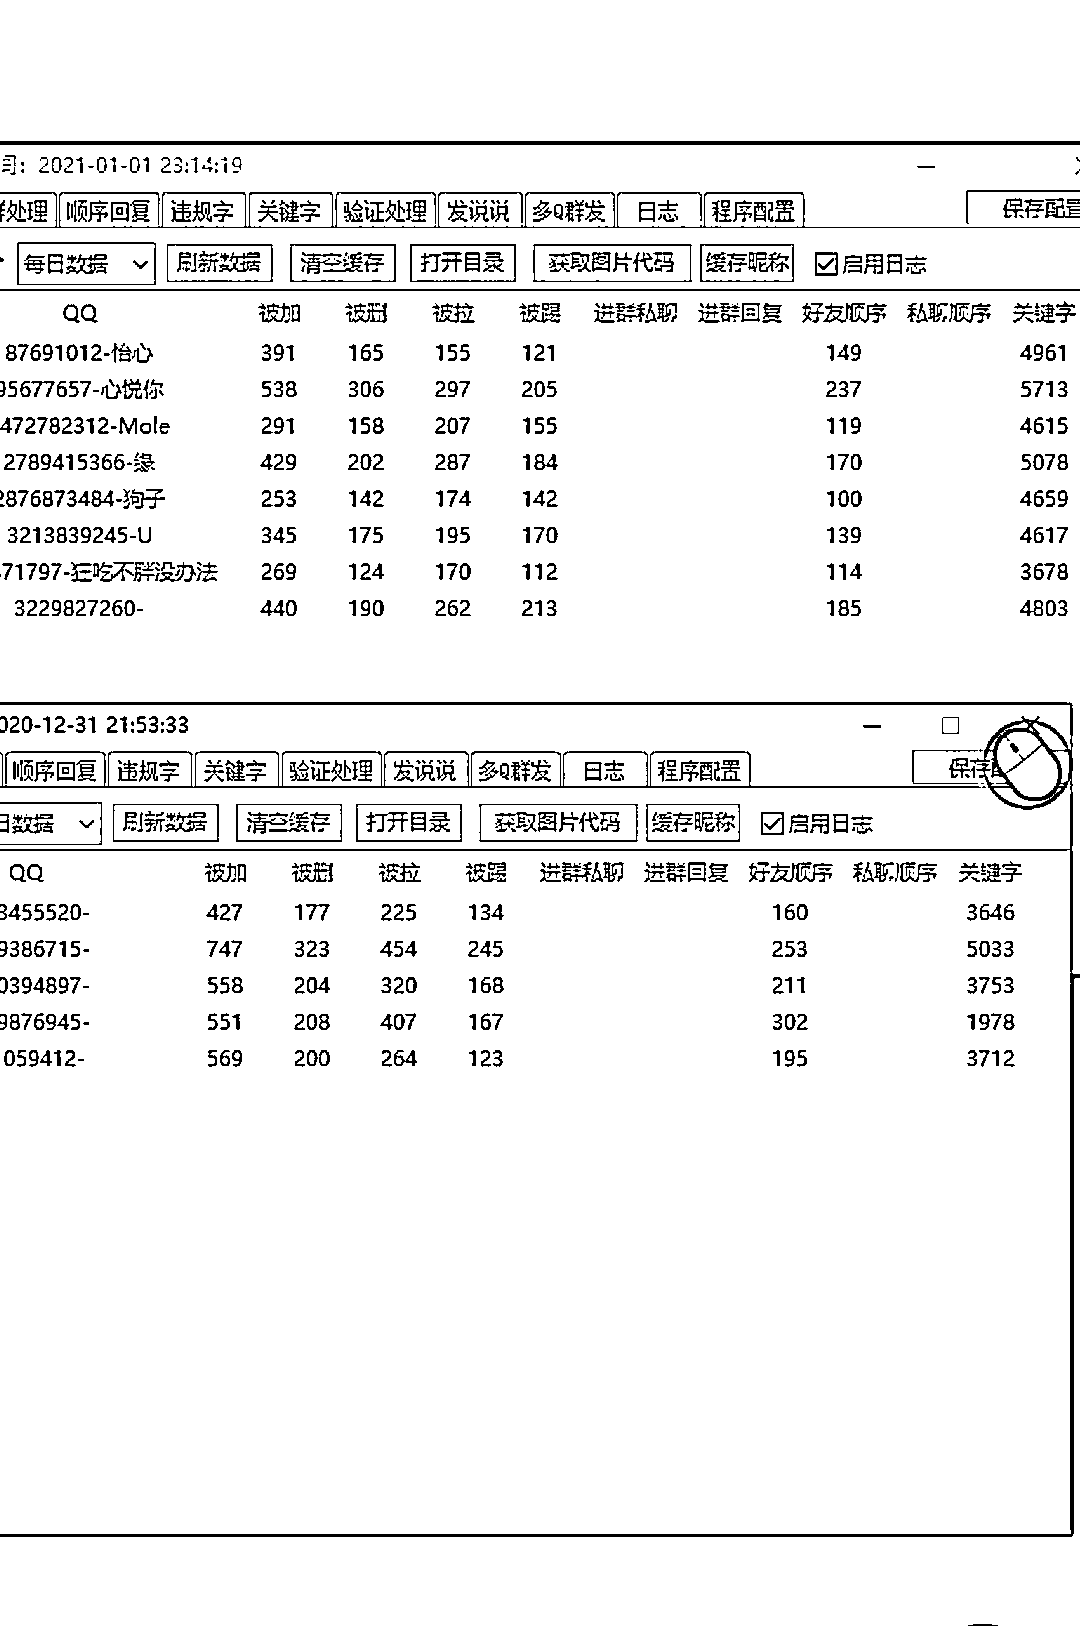 司: 2021-01-01 23:14:19
处理 顺序回复 违规字 关键字 验证处理 发说说 多Q群发 日志 程序配置 保存配置
每日数据 刷新数据 清空缓存 打开目录 获取图片代码 缓存昵称 启用日志
QQ 被加 被删 被拉 被踢 进群私聊 进群回复 好友顺序 私聊顺序 关键字
87691012-怡心 391 165 155 121 149 4961
95677657-心悦你 538 306 297 205 237 5713
472782312-Mole 291 158 207 155 119 4615
2789415366-缘 429 202 287 184 170 5078
2876873484-狗子 253 142 174 142 100 4659
3213839245-U 345 175 195 170 139 4617
471797-狂吃不胖没办法 269 124 170 112 114 3678
3229827260- 440 190 262 213 185 4803
020-12-31 21:53:33
顺序回复 违规字 关键字 验证处理 发说说 多Q群发 日志 程序配置 保存
日数据 刷新数据 清空缓存 打开目录 获取图片代码 缓存昵称 启用日志
QQ 被加 被删 被拉 被踢 进群私聊 进群回复 好友顺序 私聊顺序 关键字
3455520- 427 177 225 134 160 3646
9386715- 747 323 454 245 253 5033
0394897- 558 204 320 168 211 3753
9876945- 551 208 407 167 302 1978
059412- 569 200 264 123 195 3712